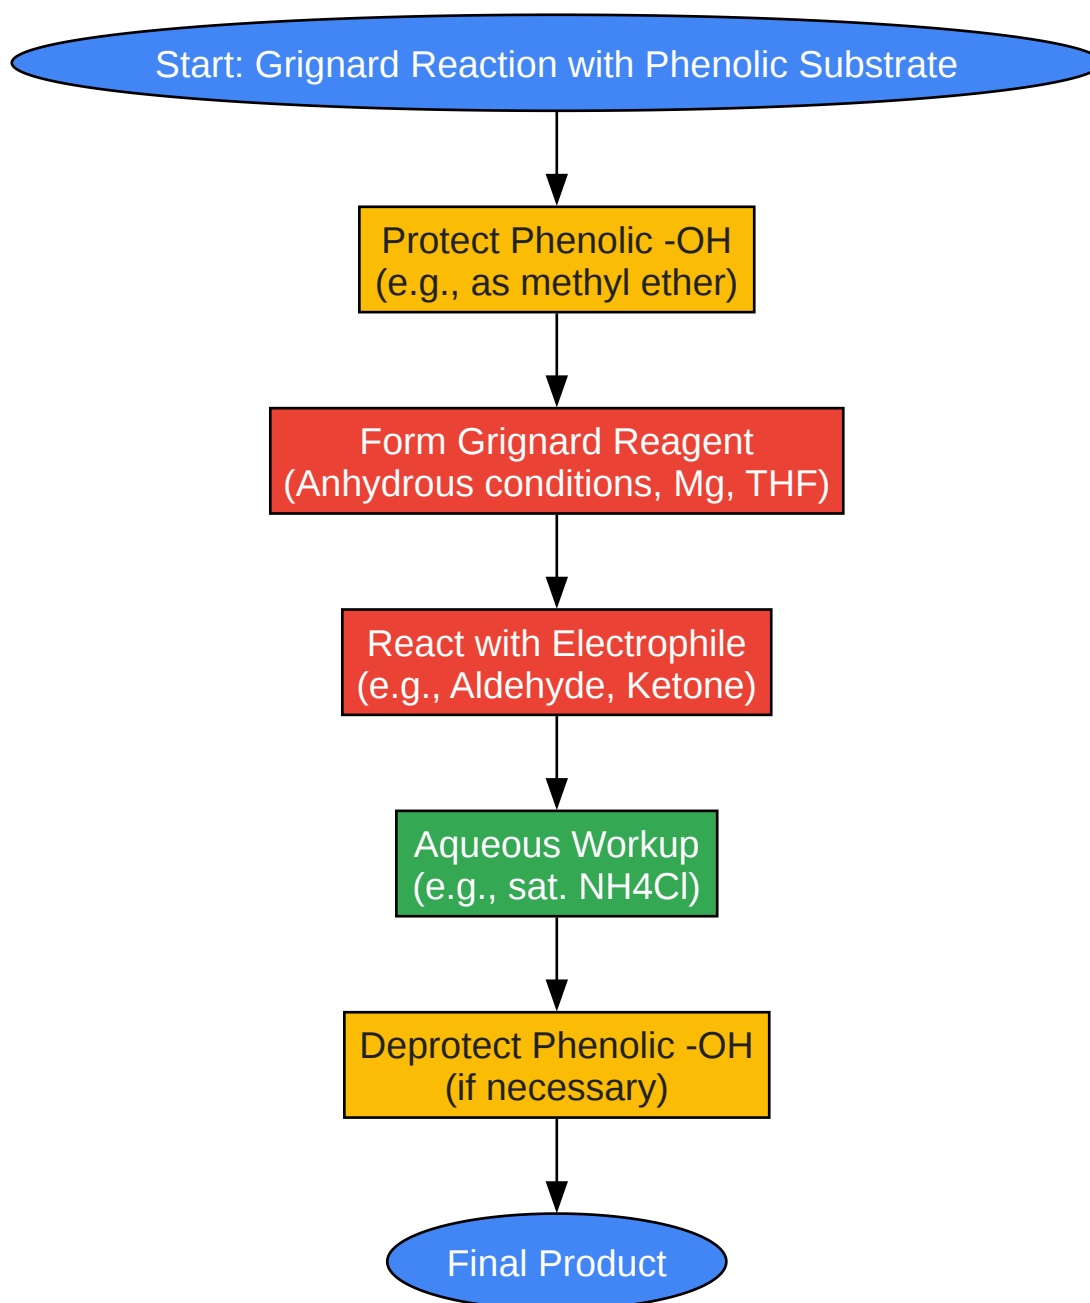 Start: Grignard Reaction with Phenolic Substrate
Protect Phenolic -OH
(e.g., as methyl ether)
Form Grignard Reagent
(Anhydrous conditions, Mg, THF)
React with Electrophile
(e.g., Aldehyde, Ketone)
Aqueous Workup
(e.g., sat. NH4Cl)
Deprotect Phenolic -OH
(if necessary)
Final Product